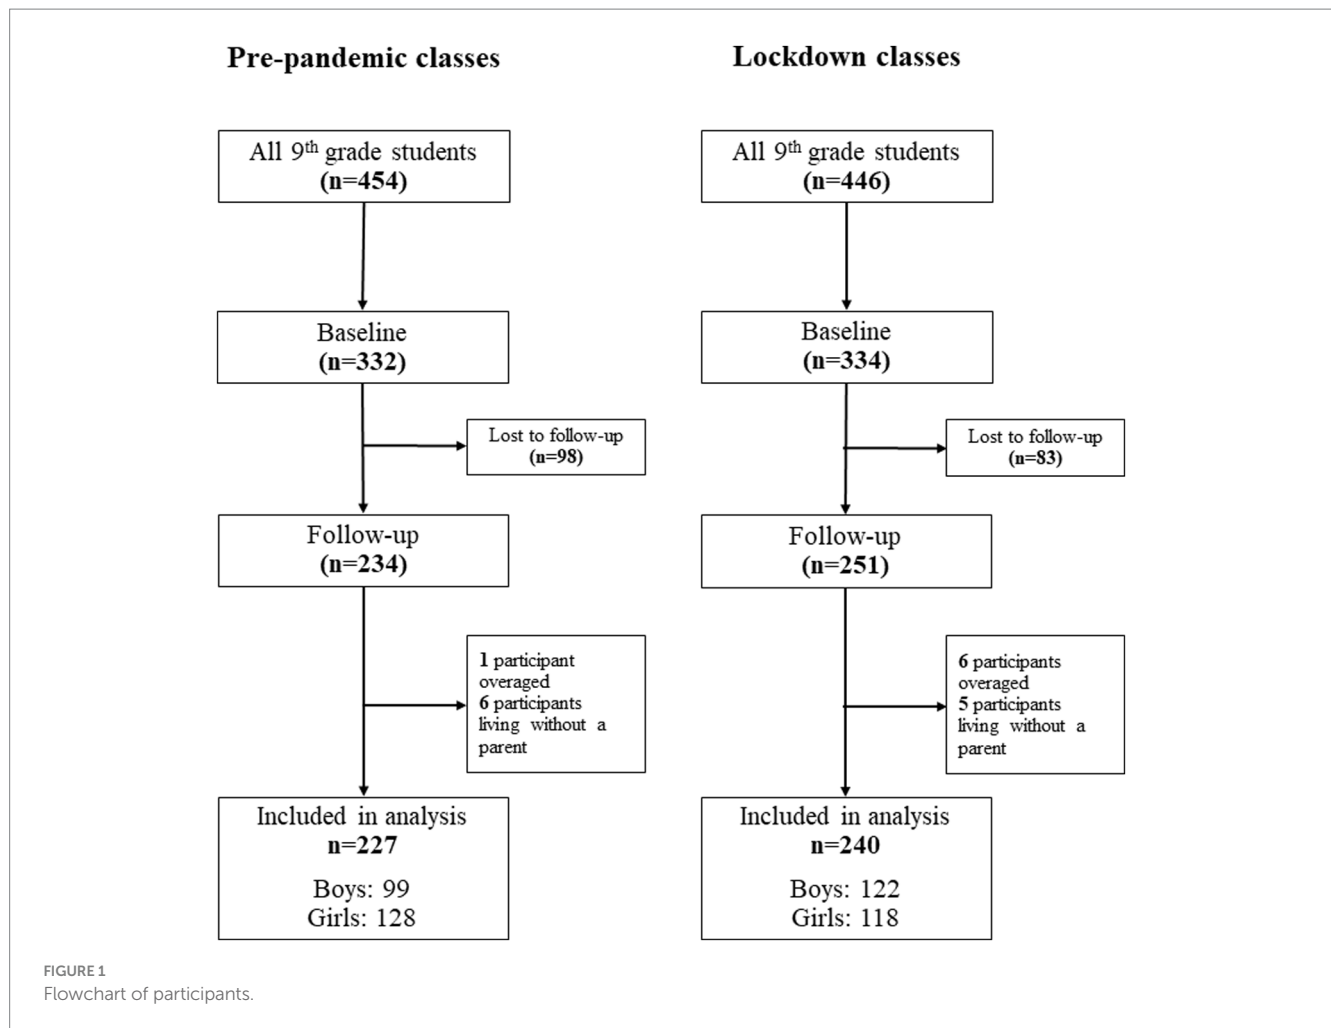 Pre-pandemic classes
All 9th grade students
(n=454)
Baseline
(n=332)
Lost to follow-up
(n=98)
Follow-up
(n=234)
1 participant
overaged
6 participants
living without a
parent
Included in analysis
n=227
Boys: 99
Girls: 128
Lockdown classes
All 9th grade students
(n=446)
Baseline
(n=334)
Lost to follow-up
(n=83)
Follow-up
(n=251)
6 participants
overaged
5 participants
living without a
parent
Included in analysis
n=240
Boys: 122
Girls: 118
FIGURE 1
Flowchart of participants.